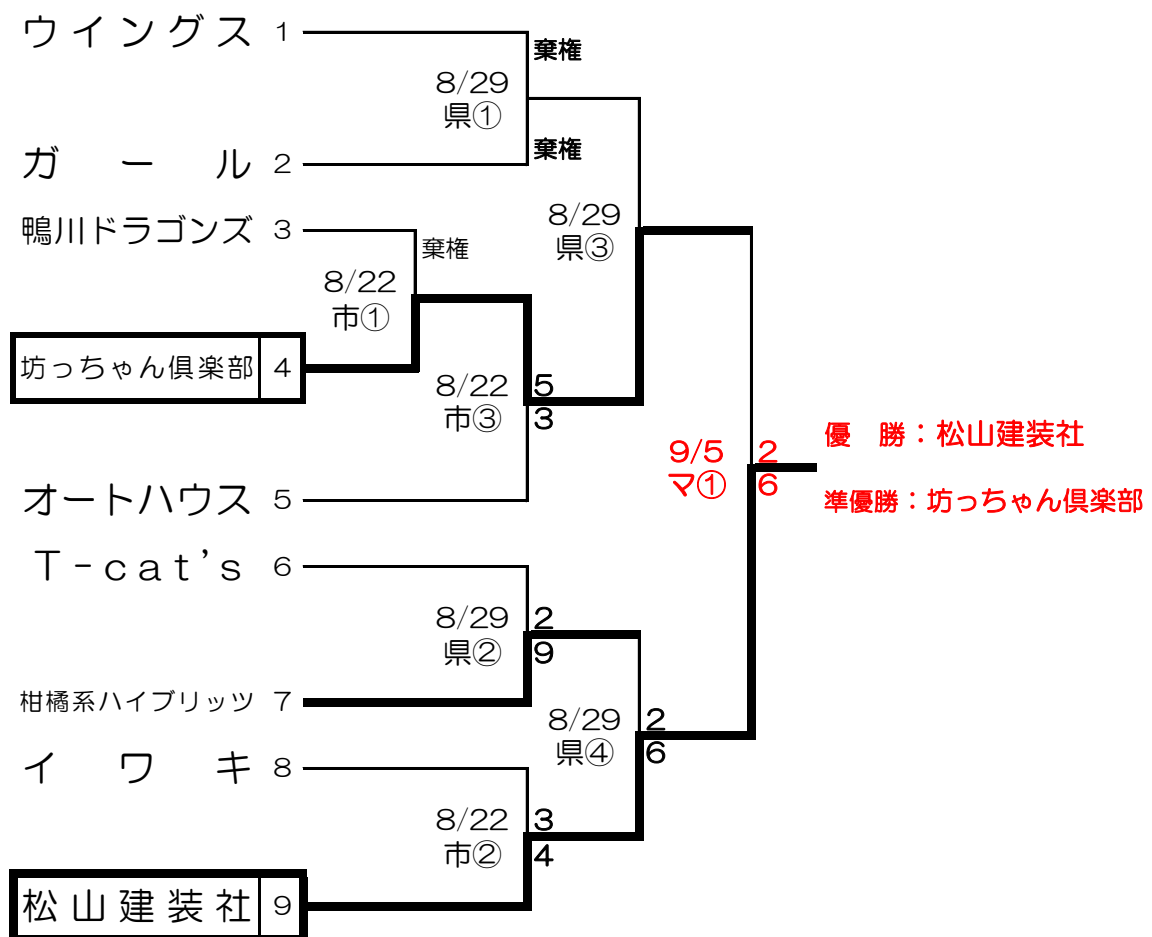 ウイングス 1
棄権
8/29
県①
棄権
ガール 2
鴨川ドラゴンズ 3
棄権
8/29
県③
8/22
市①
坊っちゃん倶楽部 4
8/22
市③
5
3
オートハウス 5
9/5
マ①
2
6
優 勝：松山建装社
準優勝：坊っちゃん倶楽部
T-cat's 6
8/29
県②
2
9
柑橘系ハイブリッツ 7
8/29
県④
2
6
イワキ 8
8/22
市②
3
4
松山建装社 9